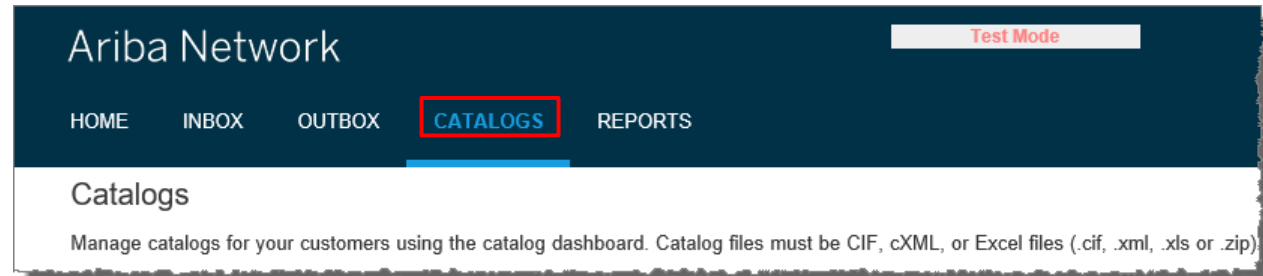 Ariba Network
Test Mode
HOME INBOX OUTBOX CATALOGS REPORTS
Catalogs
Manage catalogs for your customers using the catalog dashboard. Catalog files must be CIF, cXML, or Excel files (.cif, .xml, .xls or .zip)